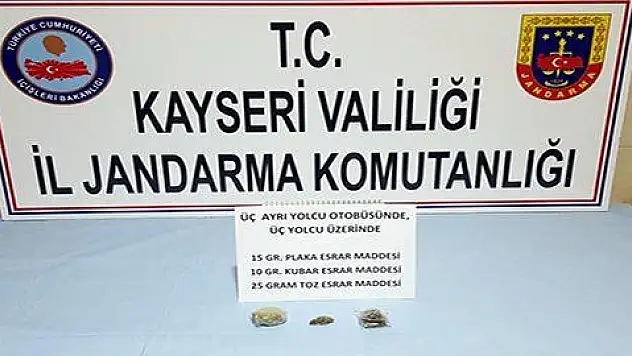 TÜRKİYE CUMHURİYETİ
İÇİŞLERİ BAKANLIĞI
T.C.
KAYSERİ VALİLİĞİ
İL JANDARMA KOMUTANLIĞI
JANDARMA
ÜÇ AYRI YOLCU OTOBÜSÜNDE,
ÜÇ YOLCU ÜZERİNDE
15 GR. PLAKA ESRAR MADDESİ
10 GR. KUBAR ESRAR MADDESİ
25 GRAM TOZ ESRAR MADDESİ